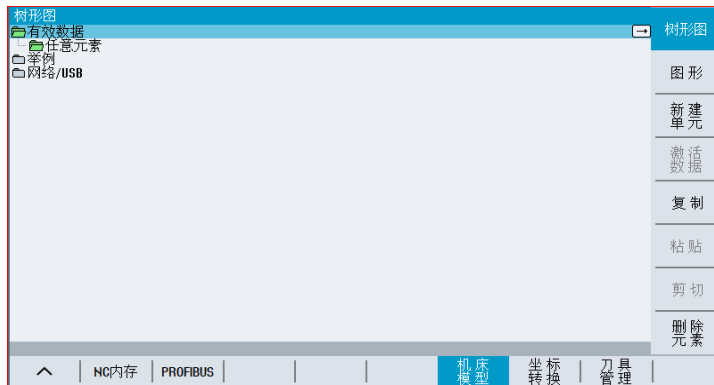 树形图
有效数据
任意元素
举例
网络/USB
树形图
图形
新建
单元
激活
数据
复制
粘贴
剪切
删除
元素
NC内存
PROFIBUS
机床
模型
坐标
转换
刀具
管理